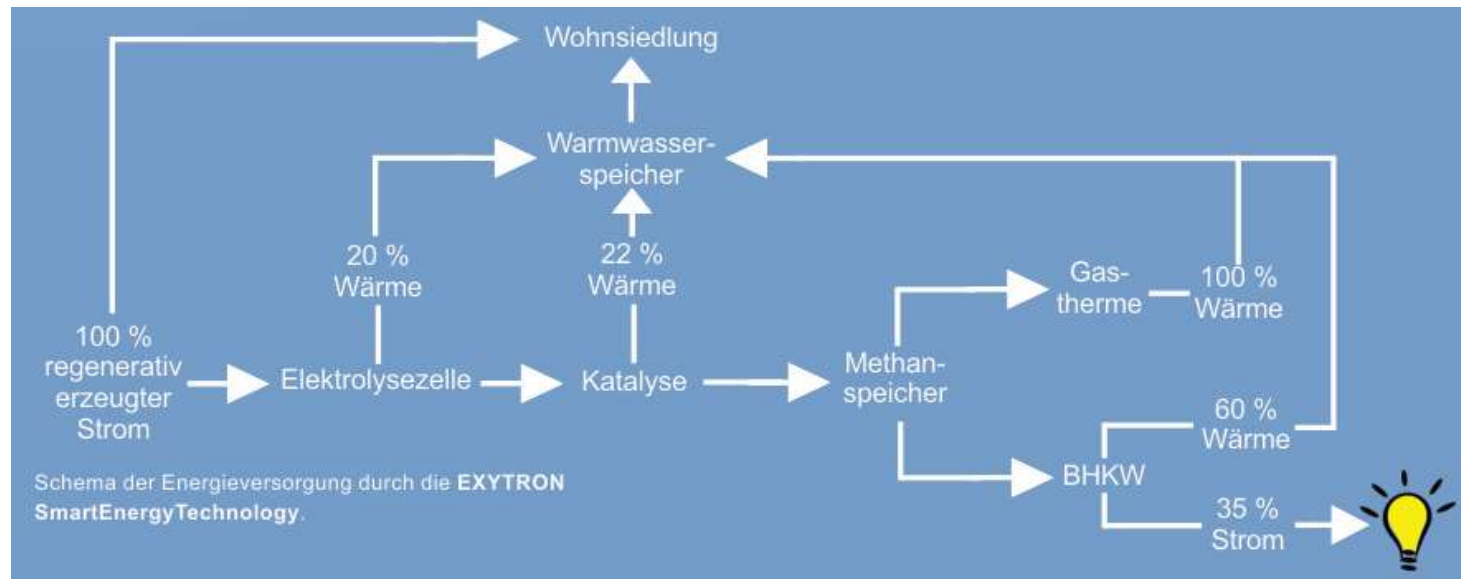 Wohnsiedlung
Warmwasser-
speicher
20 %
Wärme
22 %
Wärme
Gas-
therme
100 %
Wärme
100 %
regenerativ
erzeugter
Strom
Elektrolysezelle
Katalyse
Methan-
speicher
60 %
Wärme
BHKW
35 %
Strom
Schema der Energieversorgung durch die EXYTRON
SmartEnergyTechnology.